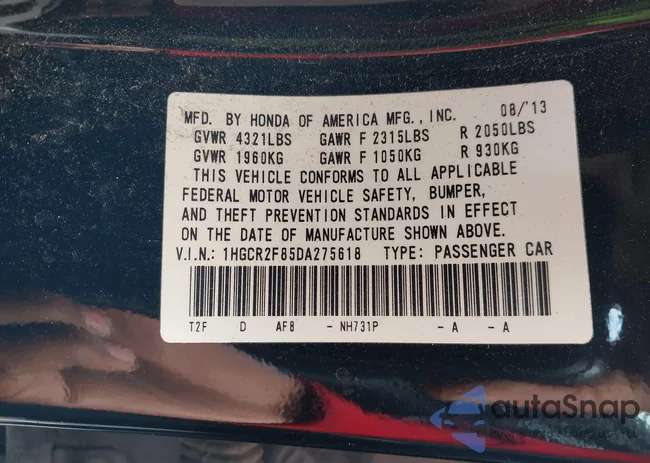 MFD. BY HONDA OF AMERICA MFG., INC. 08/'13
GVWR 4321LBS GAWR F 2315LBS R 2050LBS
GVWR 1960KG GAWR F 1050KG R 930KG
THIS VEHICLE CONFORMS TO ALL APPLICABLE
FEDERAL MOTOR VEHICLE SAFETY, BUMPER,
AND THEFT PREVENTION STANDARDS IN EFFECT
ON THE DATE OF MANUFACTURE SHOWN ABOVE.
V.I.N.: 1HGCR2F85DA275618 TYPE: PASSENGER CAR
T2F D AF8 - NH731P - A - A
autaSnap